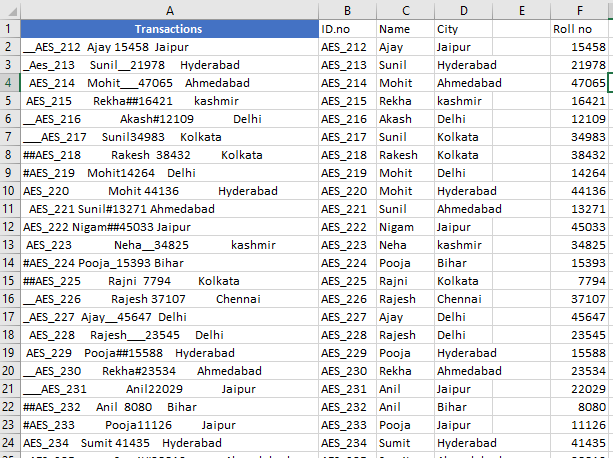 A B C D E F
1 Transactions ID.no Name City Roll no
2 __AES_212 Ajay 15458 Jaipur AES_212 Ajay Jaipur 15458
3 _Aes_213 Sunil__21978 Hyderabad AES_213 Sunil Hyderabad 21978
4 _AES_214 Mohit___47065 Ahmedabad AES_214 Mohit Ahmedabad 47065
5 AES_215 Rekha##16421 kashmir AES_215 Rekha kashmir 16421
6 __AES_216 Akash#12109 Delhi AES_216 Akash Delhi 12109
7 ___AES_217 Sunil34983 Kolkata AES_217 Sunil Kolkata 34983
8 ##AES_218 Rakesh 38432 Kolkata AES_218 Rakesh Kolkata 38432
9 #AES_219 Mohit14264 Delhi AES_219 Mohit Delhi 14264
10 AES_220 Mohit 44136 Hyderabad AES_220 Mohit Hyderabad 44136
11 AES_221 Sunil#13271 Ahmedabad AES_221 Sunil Ahmedabad 13271
12 AES_222 Nigam##45033 Jaipur AES_222 Nigam Jaipur 45033
13 AES_223 Neha__34825 kashmir AES_223 Neha kashmir 34825
14 #AES_224 Pooja_15393 Bihar AES_224 Pooja Bihar 15393
15 ##AES_225 Rajni 7794 Kolkata AES_225 Rajni Kolkata 7794
16 __AES_226 Rajesh 37107 Chennai AES_226 Rajesh Chennai 37107
17 _AES_227 Ajay__45647 Delhi AES_227 Ajay Delhi 45647
18 _AES_228 Rajesh___23545 Delhi AES_228 Rajesh Delhi 23545
19 AES_229 Pooja##15588 Hyderabad AES_229 Pooja Hyderabad 15588
20 __AES_230 Rekha#23534 Ahmedabad AES_230 Rekha Ahmedabad 23534
21 ___AES_231 Anil22029 Jaipur AES_231 Anil Jaipur 22029
22 ##AES_232 Anil 8080 Bihar AES_232 Anil Bihar 8080
23 #AES_233 Pooja11126 Jaipur AES_233 Pooja Jaipur 11126
24 AES_234 Sumit 41435 Hyderabad AES_234 Sumit Hyderabad 41435